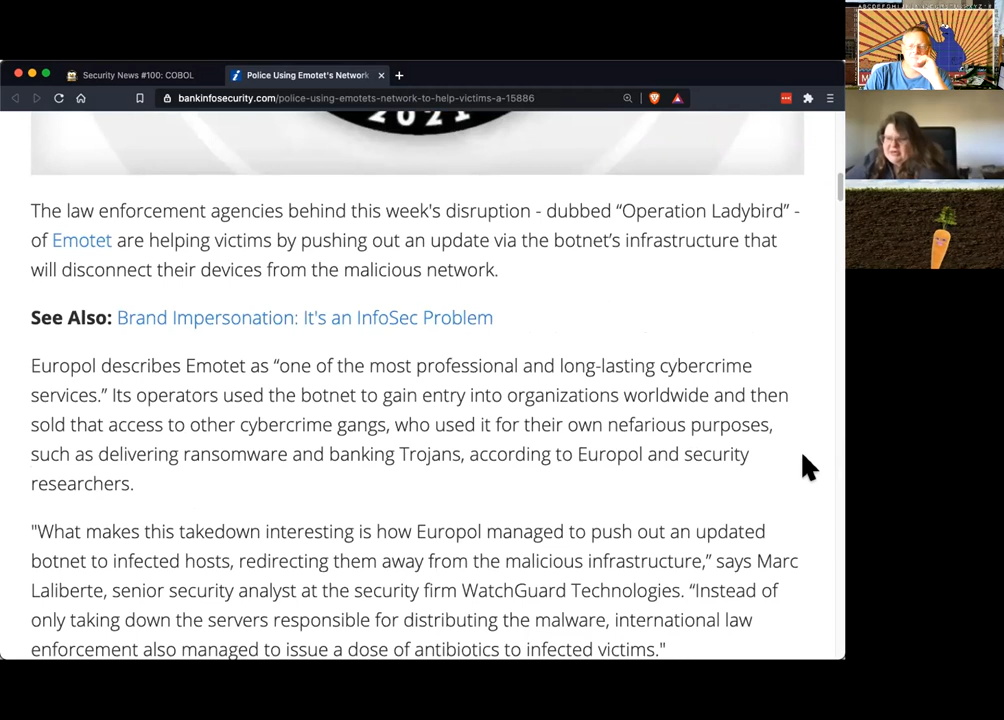 ABCDEFGHIJKLMNOPQRSTUVWXYZ
Security News #100: COBOL
Police Using Emotet's Network
bankinfosecurity.com/police-using-emotets-network-to-help-victims-a-15886
2021
The law enforcement agencies behind this week's disruption - dubbed “Operation Ladybird” -
of Emotet are helping victims by pushing out an update via the botnet’s infrastructure that
will disconnect their devices from the malicious network.
See Also: Brand Impersonation: It's an InfoSec Problem
Europol describes Emotet as “one of the most professional and long-lasting cybercrime
services.” Its operators used the botnet to gain entry into organizations worldwide and then
sold that access to other cybercrime gangs, who used it for their own nefarious purposes,
such as delivering ransomware and banking Trojans, according to Europol and security
researchers.
"What makes this takedown interesting is how Europol managed to push out an updated
botnet to infected hosts, redirecting them away from the malicious infrastructure,” says Marc
Laliberte, senior security analyst at the security firm WatchGuard Technologies. “Instead of
only taking down the servers responsible for distributing the malware, international law
enforcement also managed to issue a dose of antibiotics to infected victims."